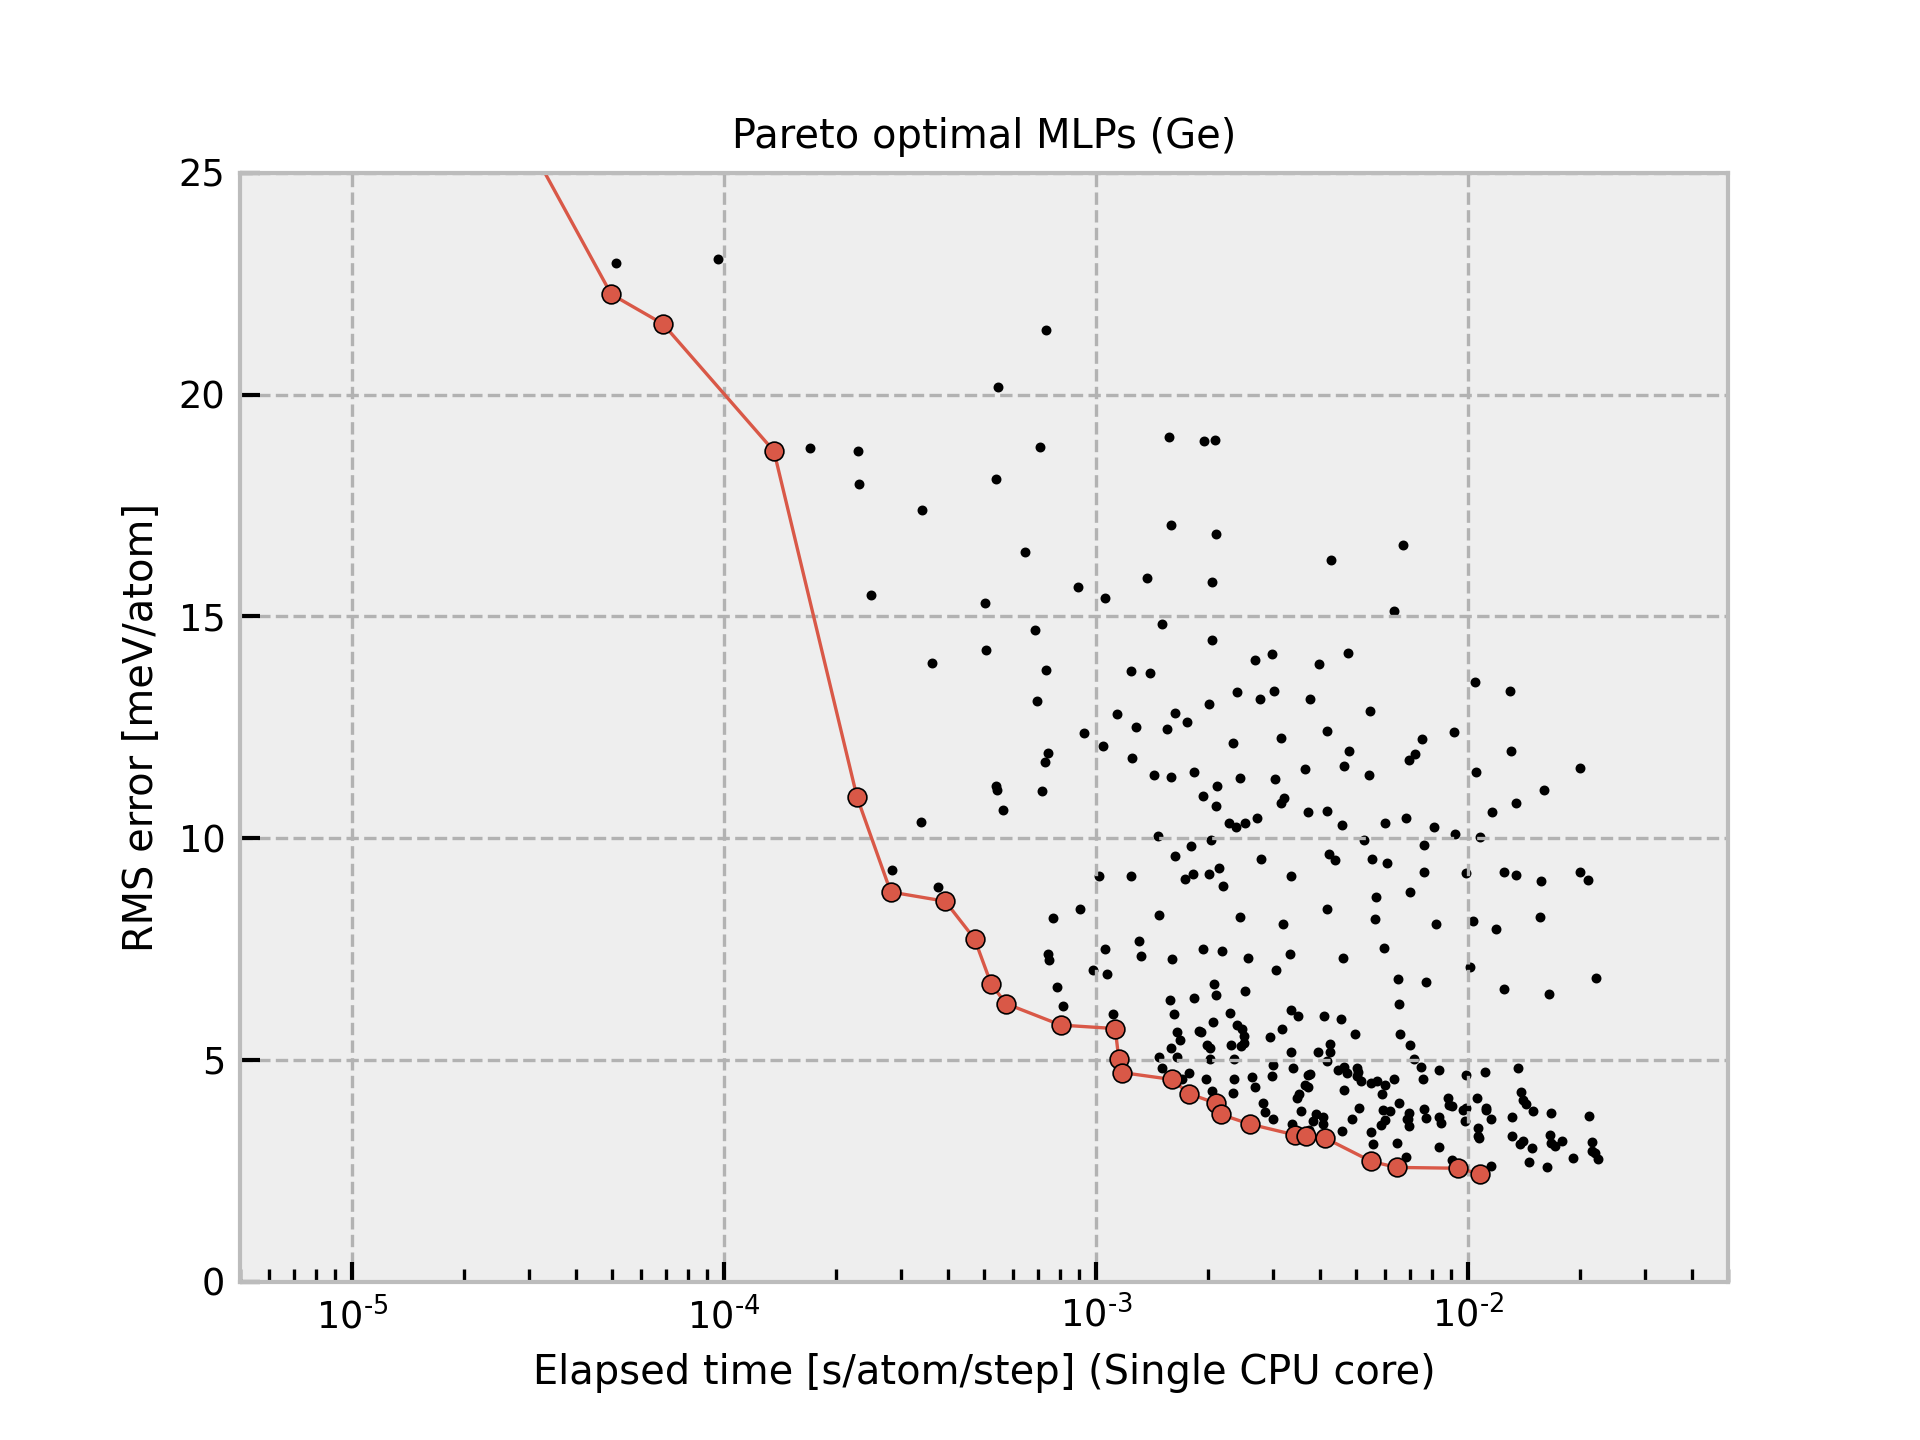 Pareto optimal MLPs (Ge)
25
20
15
10
5
0
RMS error [meV/atom]
10-5 10-4 10-3 10-2
Elapsed time [s/atom/step] (Single CPU core)